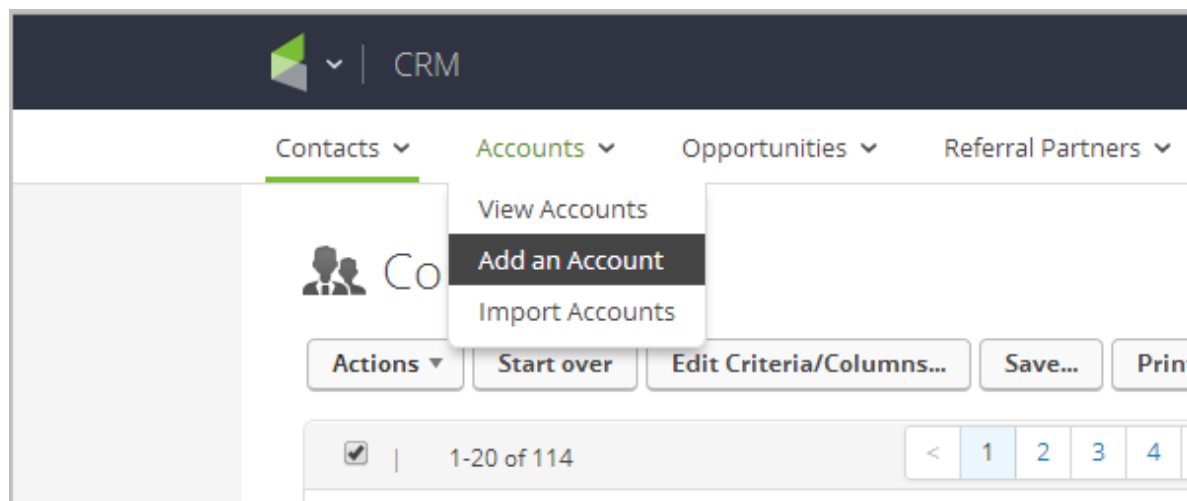 CRM
Contacts Accounts Opportunities Referral Partners
View Accounts
Add an Account
Import Accounts
Co
Actions Start over Edit Criteria/Columns... Save... Prin
| 1-20 of 114 < 1 2 3 4